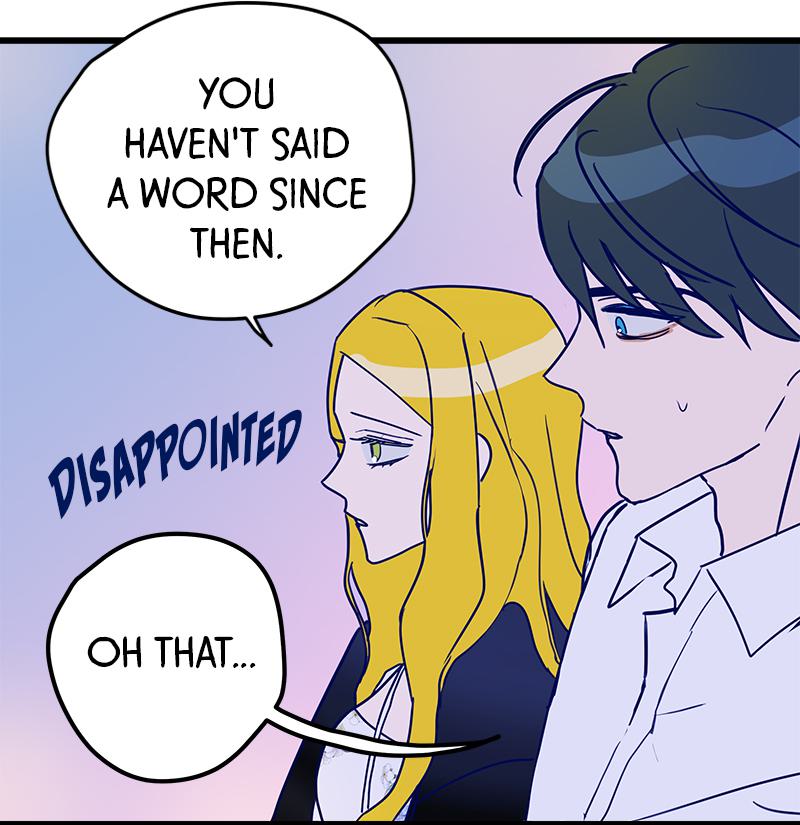 YOU
HAVEN'T SAID
A WORD SINCE
THEN.
DISAPPOINTED
OH THAT...